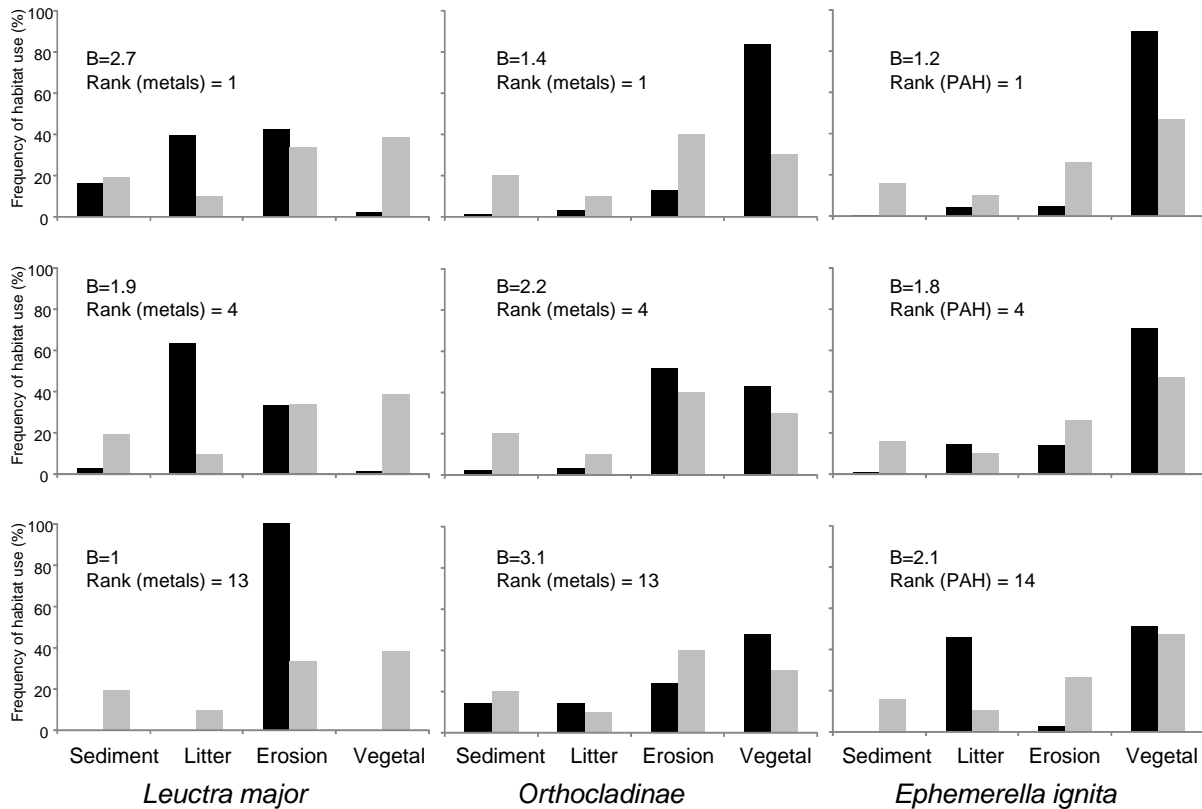 Frequency of habitat use (%)
100
80
60
40
20
0
B=2.7
Rank (metals) = 1
B=1.4
Rank (metals) = 1
B=1.2
Rank (PAH) = 1
Frequency of habitat use (%)
100
80
60
40
20
0
B=1.9
Rank (metals) = 4
B=2.2
Rank (metals) = 4
B=1.8
Rank (PAH) = 4
Frequency of habitat use (%)
100
80
60
40
20
0
B=1
Rank (metals) = 13
B=3.1
Rank (metals) = 13
B=2.1
Rank (PAH) = 14
Sediment Litter Erosion Vegetal
Sediment Litter Erosion Vegetal
Sediment Litter Erosion Vegetal
Leuctra major
Orthocladinae
Ephemerella ignita